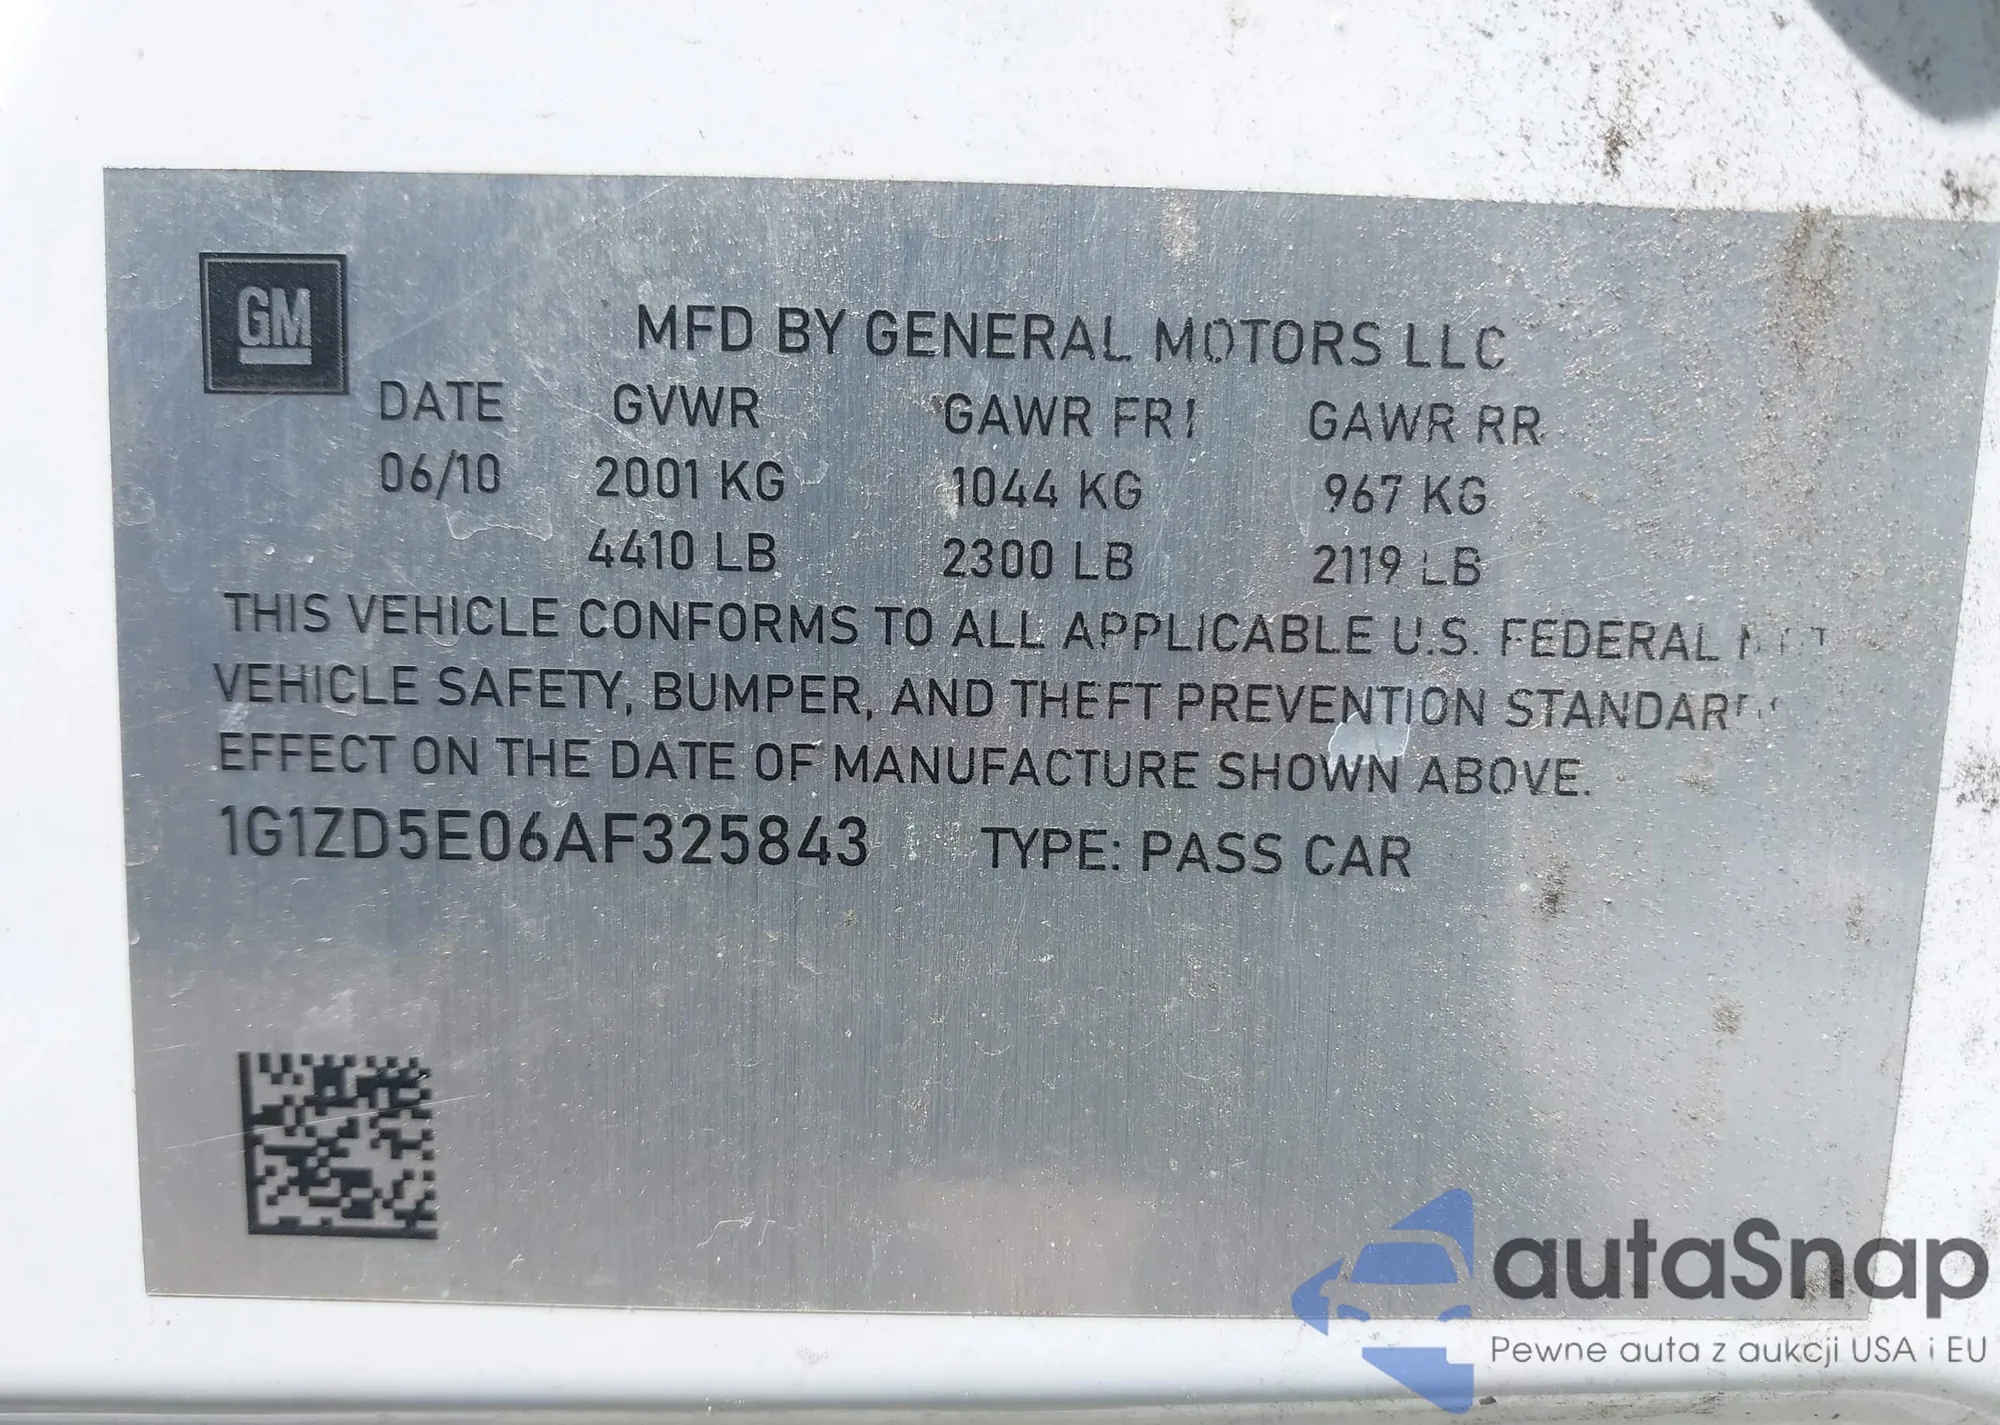 GM
MFD BY GENERAL MOTORS LLC
DATE GVWR GAWR FRT GAWR RR
06/10 2001 KG 1044 KG 967 KG
4410 LB 2300 LB 2119 LB
THIS VEHICLE CONFORMS TO ALL APPLICABLE U.S. FEDERAL
VEHICLE SAFETY, BUMPER, AND THEFT PREVENTION
EFFECT ON THE DATE OF MANUFACTURE SHOWN ABOVE.
1G1ZD5E06AF325843 TYPE: PASS CAR
autaSnap
Pewne auta z aukcji USA i EU